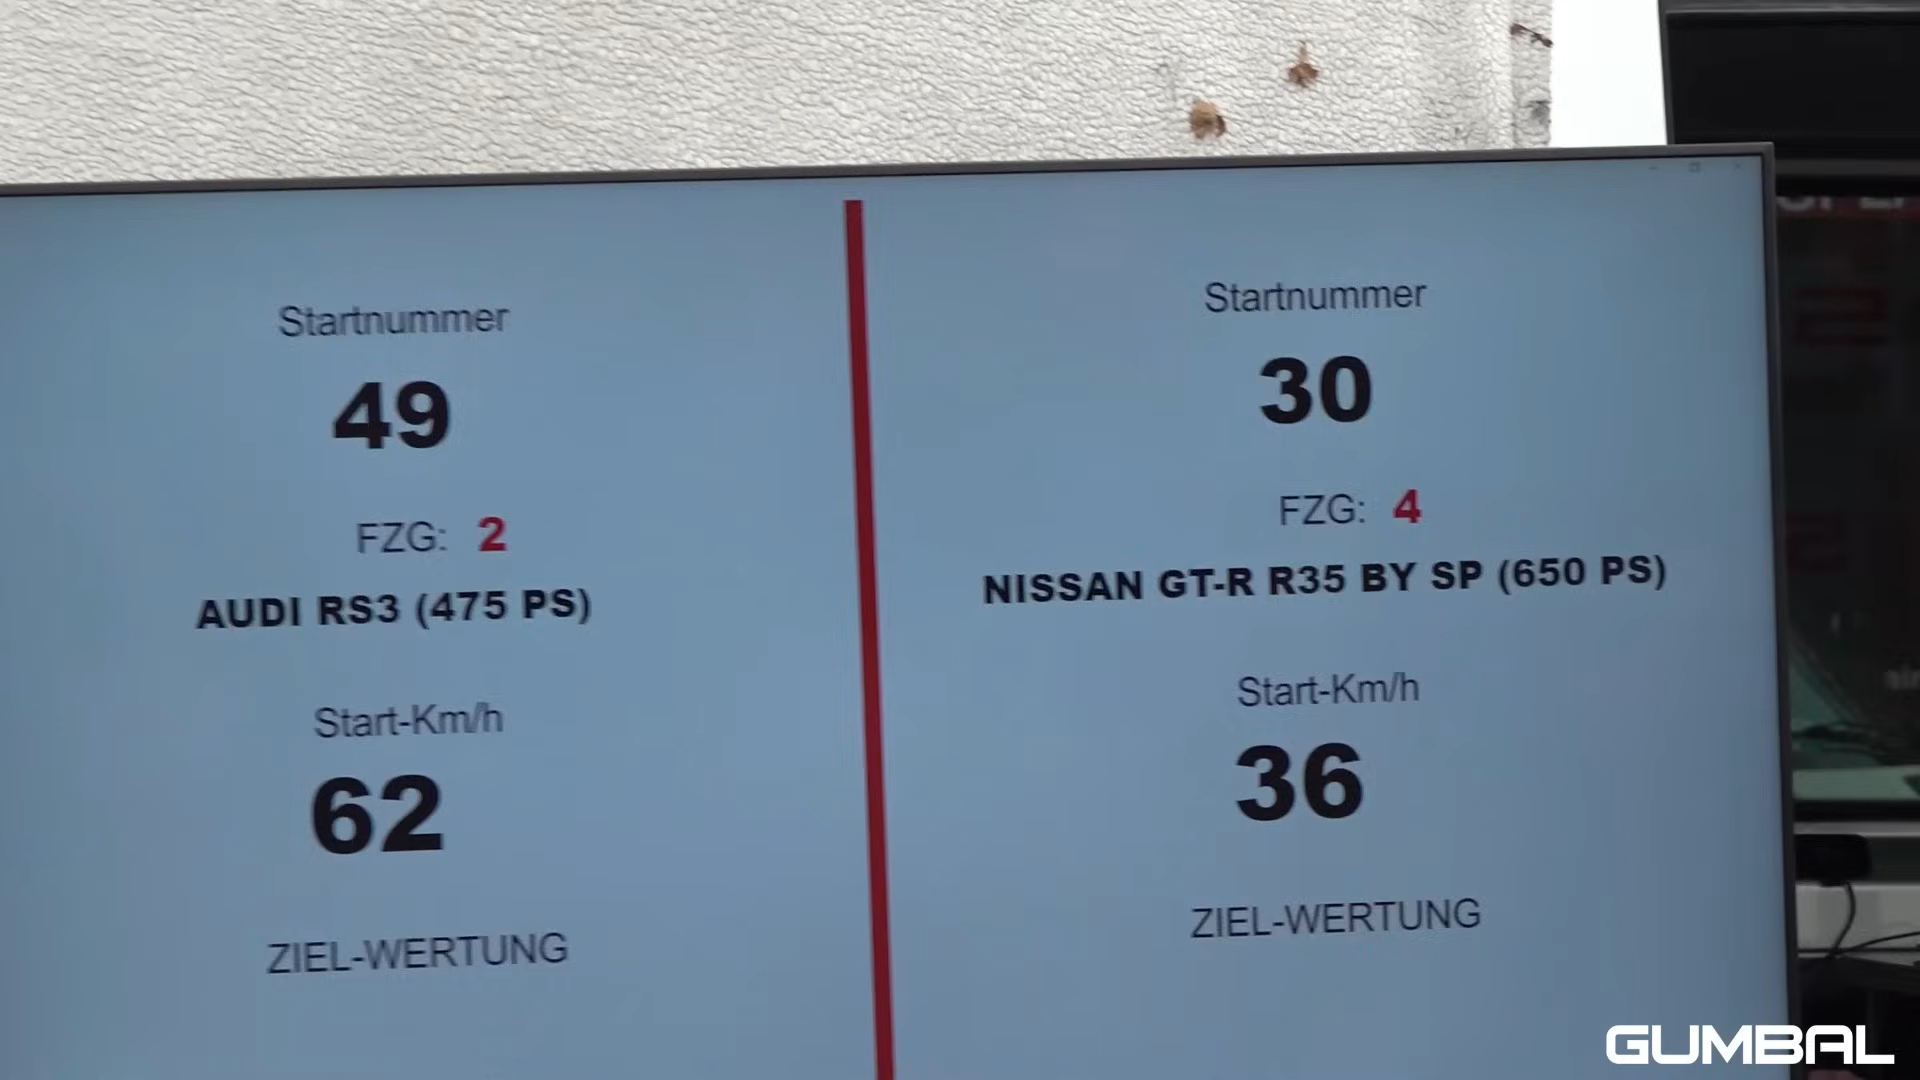 Startnummer
49
FZG: 2
AUDI RS3 (475 PS)
Start-Km/h
62
ZIEL-WERTUNG
Startnummer
30
FZG: 4
NISSAN GT-R R35 BY SP (650 PS)
Start-Km/h
36
ZIEL-WERTUNG
GUMBAL